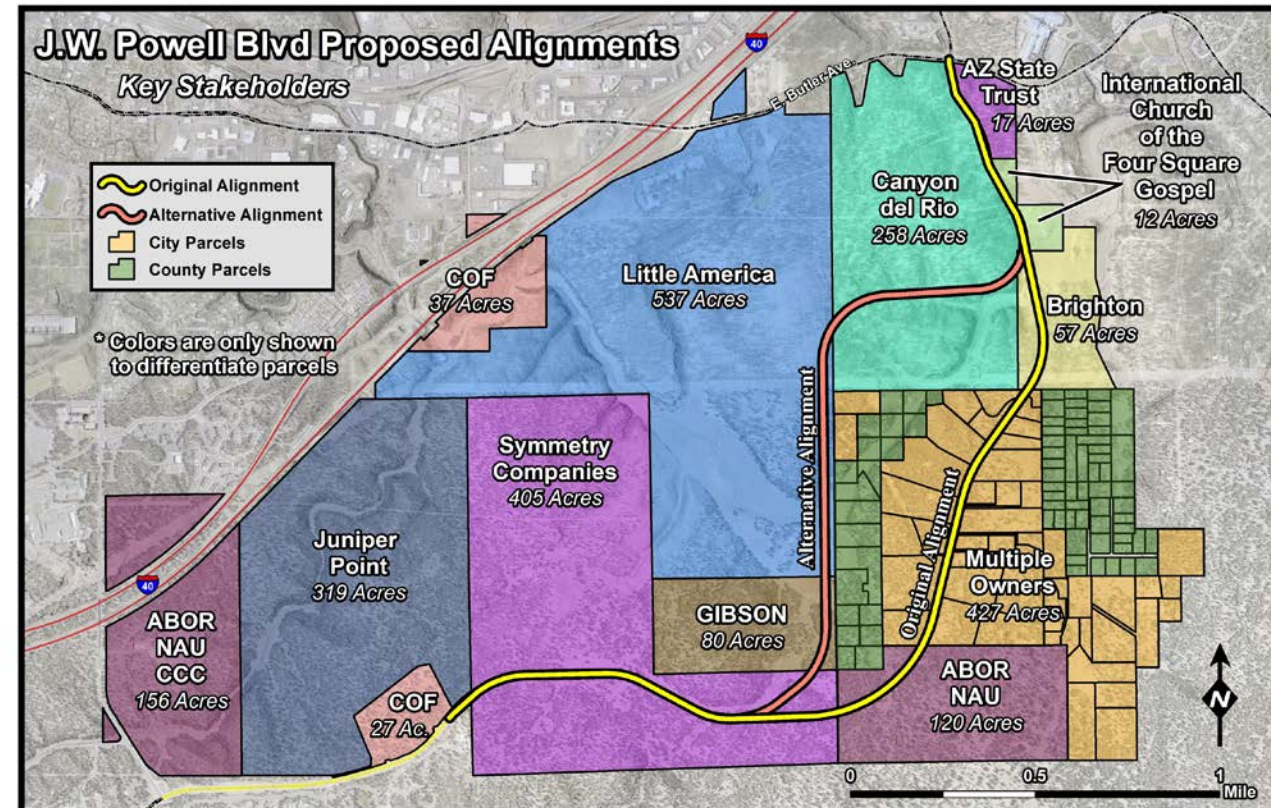 J.W. Powell Blvd Proposed Alignments
Key Stakeholders
Original Alignment
Alternative Alignment
City Parcels
County Parcels
* Colors are only shown
to differentiate parcels
40
E. Butler Ave.
AZ State
Trust
17 Acres
International
Church
of the
Four Square
Gospel
12 Acres
Canyon
del Rio
258 Acres
COF
37 Acres
Little America
537 Acres
Brighton
57 Acres
Symmetry
Companies
405 Acres
Alternative Alignment
Original Alignment
Juniper
Point
319 Acres
Multiple
Owners
427 Acres
40
GIBSON
80 Acres
ABOR
NAU
CCC
156 Acres
COF
27 Ac.
ABOR
NAU
120 Acres
N
0 0.5 1
Mile